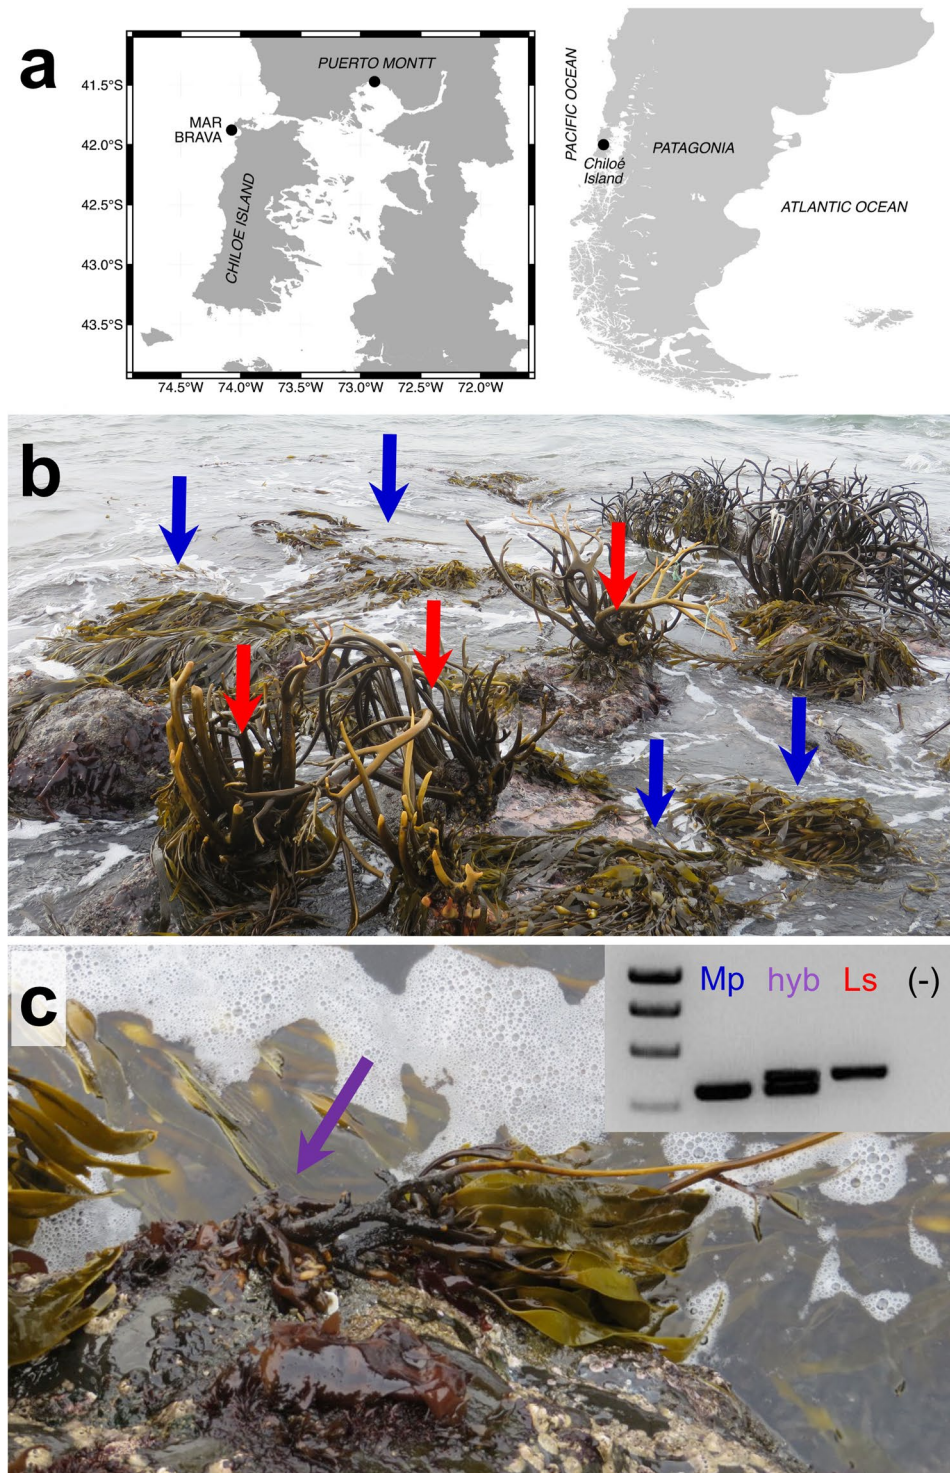 a
PUERTO MONTT
MAR
BRAVA
CHILOE ISLAND
41.5°S
42.0°S
42.5°S
43.0°S
43.5°S
74.5°W 74.0°W 73.5°W 73.0°W 72.5°W 72.0°W
PACIFIC OCEAN
Chiloé
Island
PATAGONIA
ATLANTIC OCEAN
b
c
Mp hyb Ls (-)